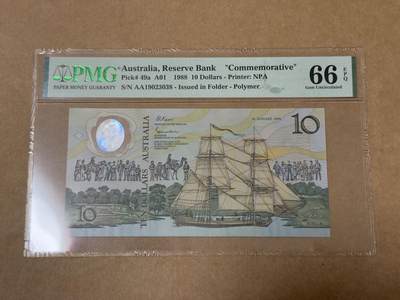 PMG
PAPER MONEY GUARANTY
Australia, Reserve Bank "Commemorative"
Pick# 49a A01 1988 10 Dollars - Printer: NPA
S/N AA19023038 - Issued in Folder - Polymer
66 EPQ
Gem Uncirculated
10
TEN DOLLARS AUSTRALIA
10